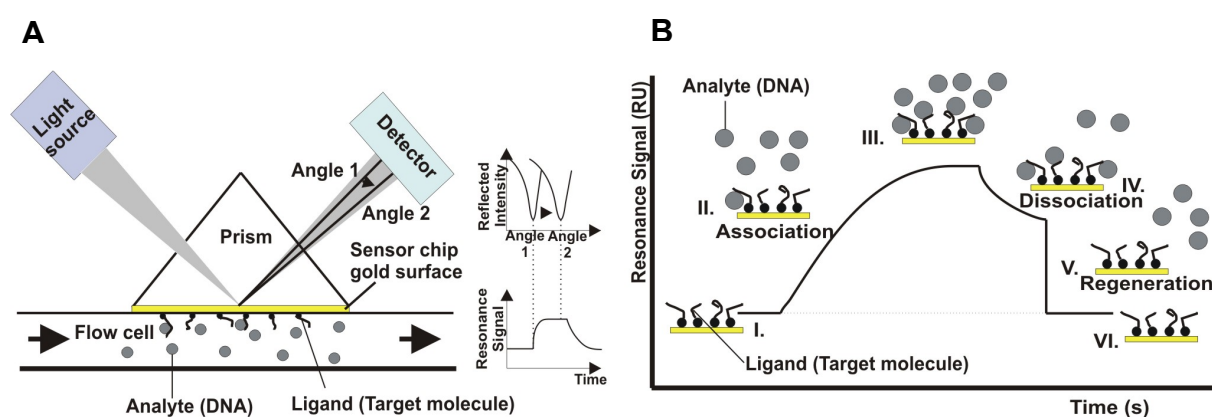 A
Light
source
Detector
Angle 1
Angle 2
Prism
Sensor chip
gold surface
Flow cell
Analyte (DNA)
Ligand (Target molecule)
Reflected
Intensity
Angle
1
Angle
2
Resonance
Signal
Time
B
Resonance Signal (RU)
Analyte (DNA)
I.
Ligand (Target molecule)
II.
Association
III.
IV.
Dissociation
V.
Regeneration
VI.
Time (s)